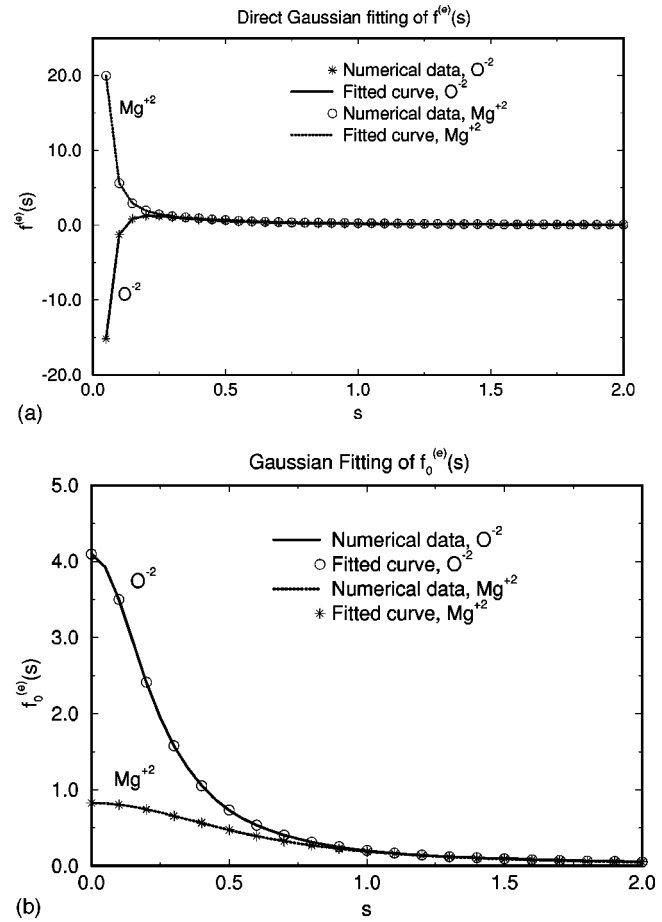 Direct Gaussian fitting of f^(e)(s)
Numerical data, O^-2
Fitted curve, O^-2
Numerical data, Mg^+2
Fitted curve, Mg^+2
20.0
10.0
0.0
-10.0
-20.0
f^(e)(s)
Mg^+2
O^-2
0.0
0.5
1.0
1.5
2.0
s
(a)
Gaussian Fitting of f_0^(e)(s)
Numerical data, O^-2
Fitted curve, O^-2
Numerical data, Mg^+2
Fitted curve, Mg^+2
5.0
4.0
3.0
2.0
1.0
0.0
f_0^(e)(s)
O^-2
Mg^+2
0.0
0.5
1.0
1.5
2.0
s
(b)